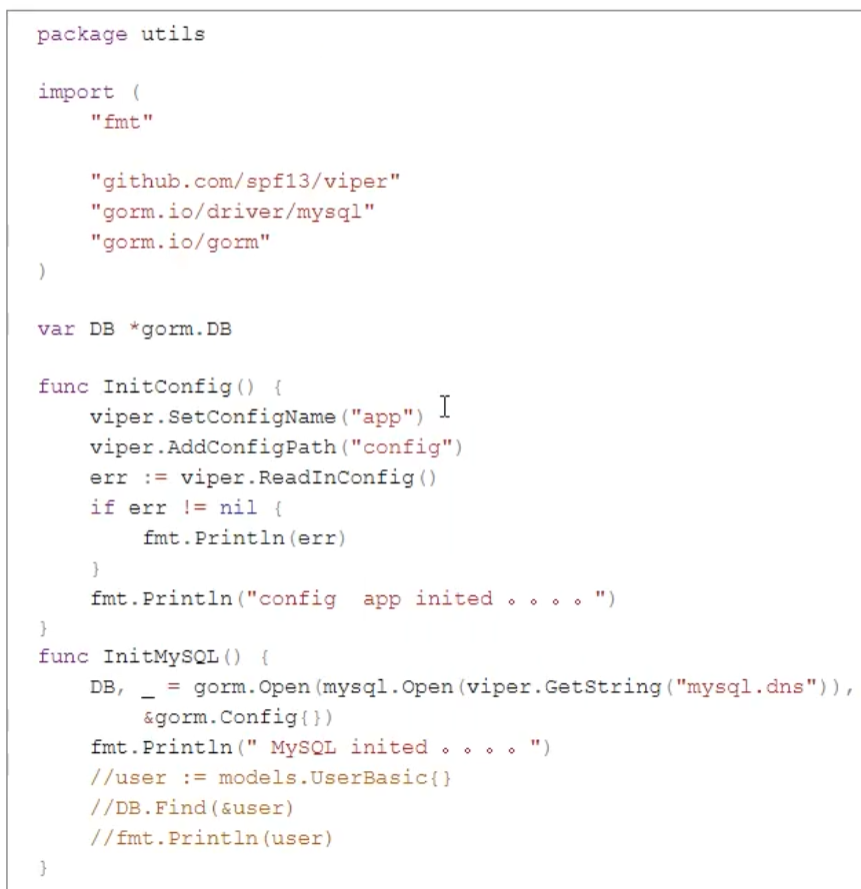 package utils
import (
    "fmt"
    "github.com/spf13/viper"
    "gorm.io/driver/mysql"
    "gorm.io/gorm"
)
var DB *gorm.DB
func InitConfig() {
    viper.SetConfigName("app")
    viper.AddConfigPath("config")
    err := viper.ReadInConfig()
    if err != nil {
        fmt.Println(err)
    }
    fmt.Println("config  app inited 。。。。")
}
func InitMySQL() {
    DB, _ = gorm.Open(mysql.Open(viper.GetString("mysql.dns")),
        &gorm.Config{})
    fmt.Println(" MySQL inited 。。。。")
    //user := models.UserBasic{}
    //DB.Find(&user)
    //fmt.Println(user)
}